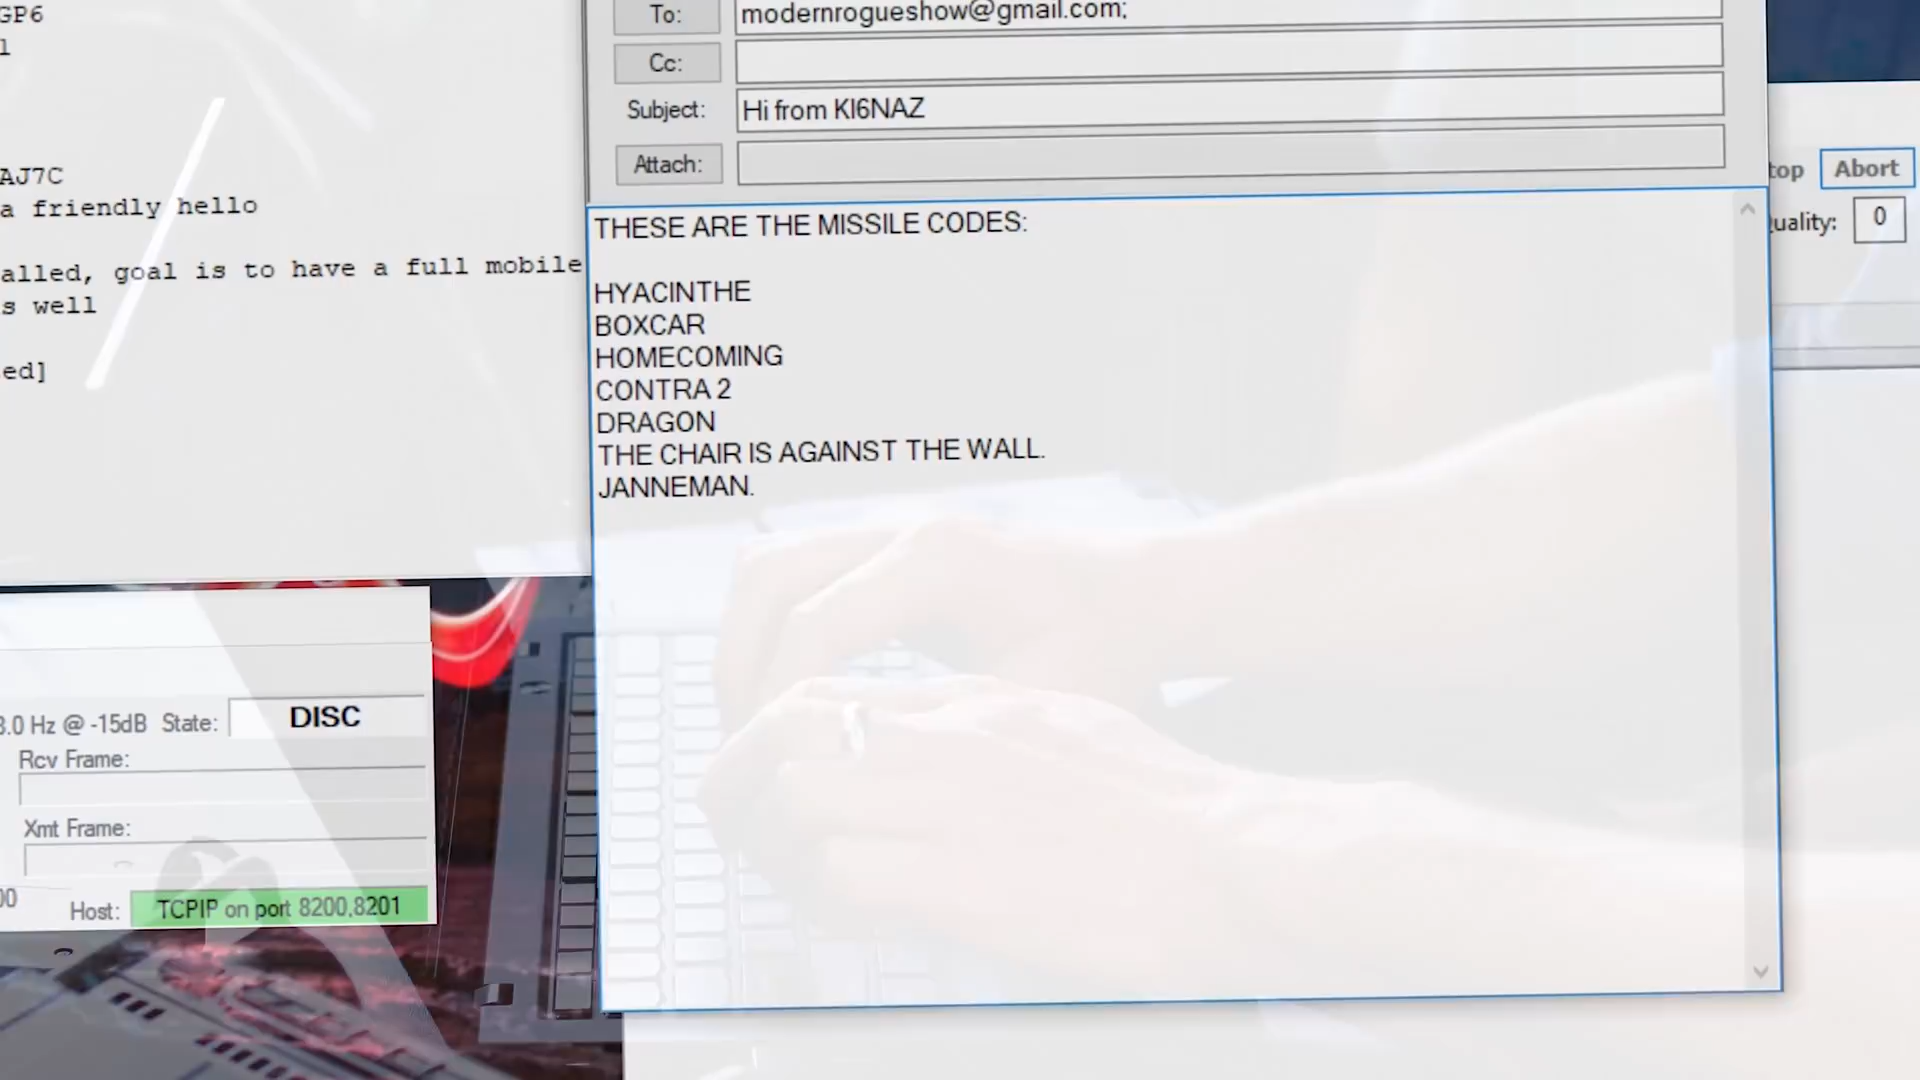 GP6
l
AJ7C
a friendly hello
alled, goal is to have a full mobile
s well
ed]
To: modernrogueshow@gmail.com;
Cc:
Subject: Hi from KI6NAZ
Attach:
THESE ARE THE MISSILE CODES:
HYACINTHE
BOXCAR
HOMECOMING
CONTRA 2
DRAGON
THE CHAIR IS AGAINST THE WALL.
JANNEMAN.
top Abort
uality: 0
3.0 Hz @ -15dB State: DISC
Rcv Frame:
Xmt Frame:
00 Host: TCPIP on port 8200,8201